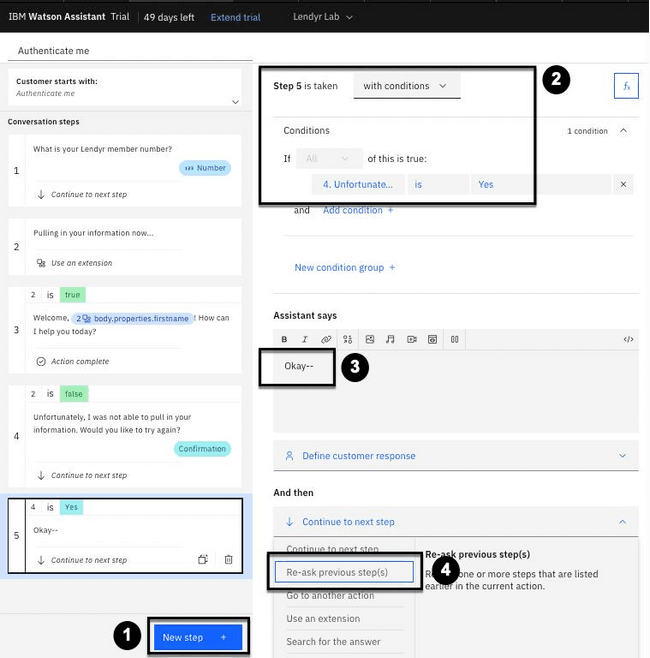 IBM Watson Assistant Trial 49 days left Extend trial Lendyr Lab
Authenticate me
Customer starts with:
Authenticate me
Conversation steps
1
What is your Lendyr member number?
123 Number
Continue to next step
2
Pulling in your information now...
Use an extension
2 is true
3
Welcome, 2 body.properties.firstname ! How can
I help you today?
Action complete
2 is false
4
Unfortunately, I was not able to pull in your
information. Would you like to try again?
Confirmation
Continue to next step
4 is Yes
5
Okay--
Continue to next step
1
New step +
Step 5 is taken with conditions
2
fx
Conditions
1 condition
If All of this is true:
4. Unfortunate... is Yes ×
and Add condition +
New condition group +
Assistant says
B I </>
Okay--
3
Define customer response
And then
Continue to next step
Continue to next step
Re-ask previous step(s)
4
Go to another action
Use an extension
Search for the answer
Re-ask previous step(s)
one or more steps that are listed
earlier in the current action.